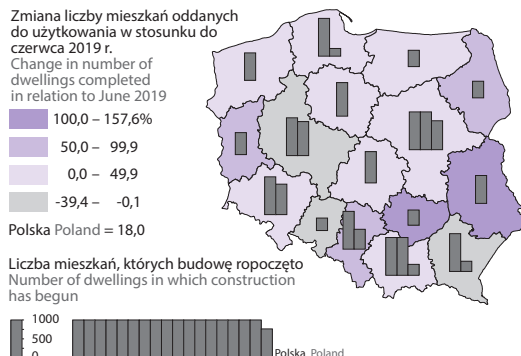 Zmiana liczby mieszkań oddanych
do użytkowania w stosunku do
czerwca 2019 r.
Change in number of
dwellings completed
in relation to June 2019
100,0 – 157,6%
50,0 – 99,9
0,0 – 49,9
-39,4 – -0,1
Polska Poland = 18,0
Liczba mieszkań, których budowę ropoczęto
Number of dwellings in which construction
has begun
1000
500
0
Polska Poland